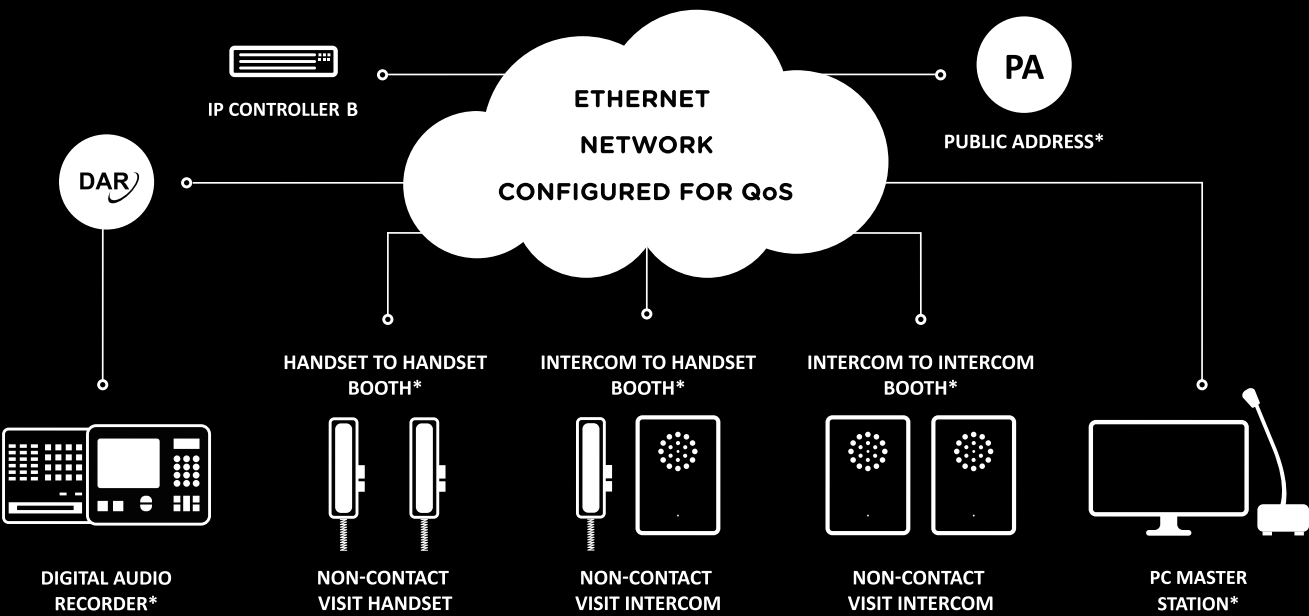 ETHERNET
NETWORK
CONFIGURED FOR QoS
IP CONTROLLER B
PA
PUBLIC ADDRESS*
DAR
HANDSET TO HANDSET
BOOTH*
INTERCOM TO HANDSET
BOOTH*
INTERCOM TO INTERCOM
BOOTH*
DIGITAL AUDIO
RECORDER*
NON-CONTACT
VISIT HANDSET
NON-CONTACT
VISIT INTERCOM
NON-CONTACT
VISIT INTERCOM
PC MASTER
STATION*